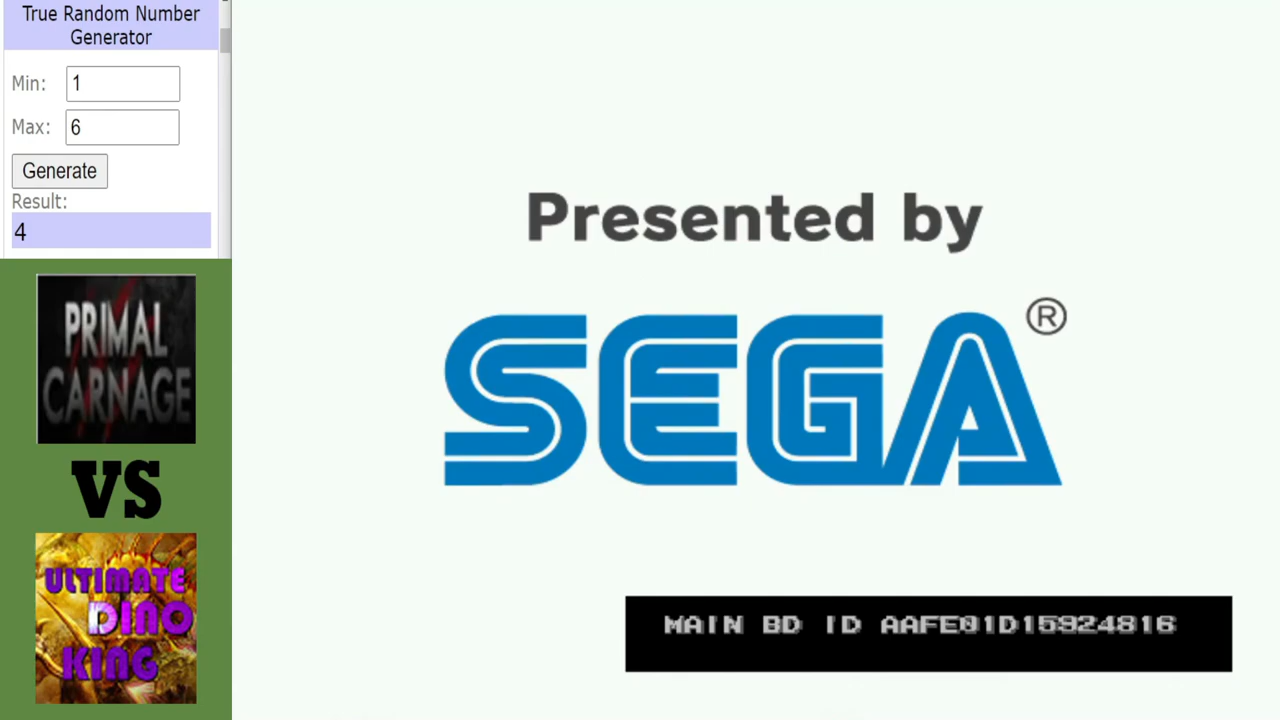 True Random Number
Generator
Min: 1
Max: 6
Generate
Result:
4
PRIMAL
CARNAGE
VS
ULTIMATE
DINO
KING
Presented by
SEGA®
MAIN BD ID AAFE01D15924816